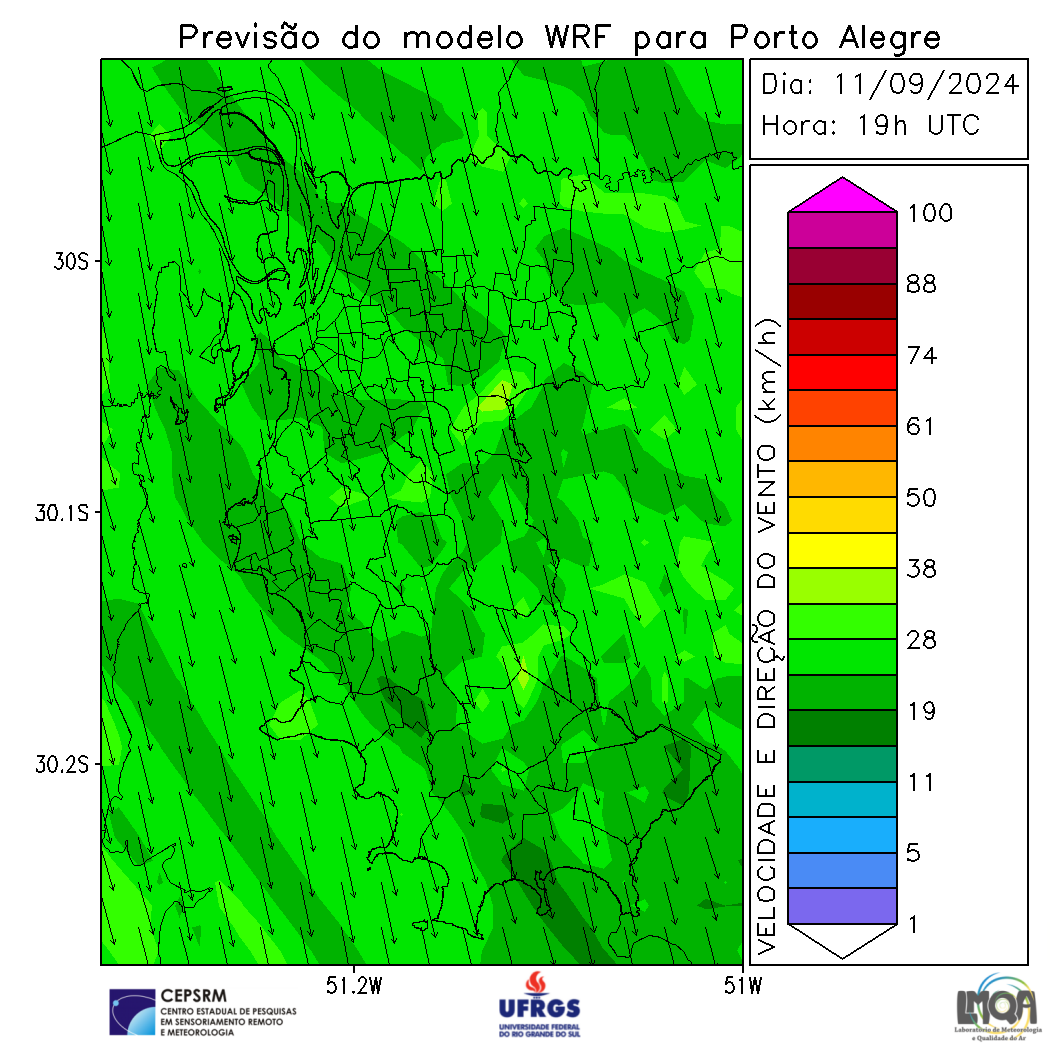 Previsão do modelo WRF para Porto Alegre
Dia: 11/09/2024
Hora: 19h UTC
30S
30.1S
30.2S
51.2W
51W
VELOCIDADE E DIREÇÃO DO VENTO (km/h)
100
88
74
61
50
38
28
19
11
5
1
CEPSRM
CENTRO ESTADUAL DE PESQUISAS
EM SENSORIAMENTO REMOTO
E METEOROLOGIA
UFRGS
UNIVERSIDADE FEDERAL
DO RIO GRANDE DO SUL
LMQA
Laboratório de Meteorologia
e Qualidade do Ar